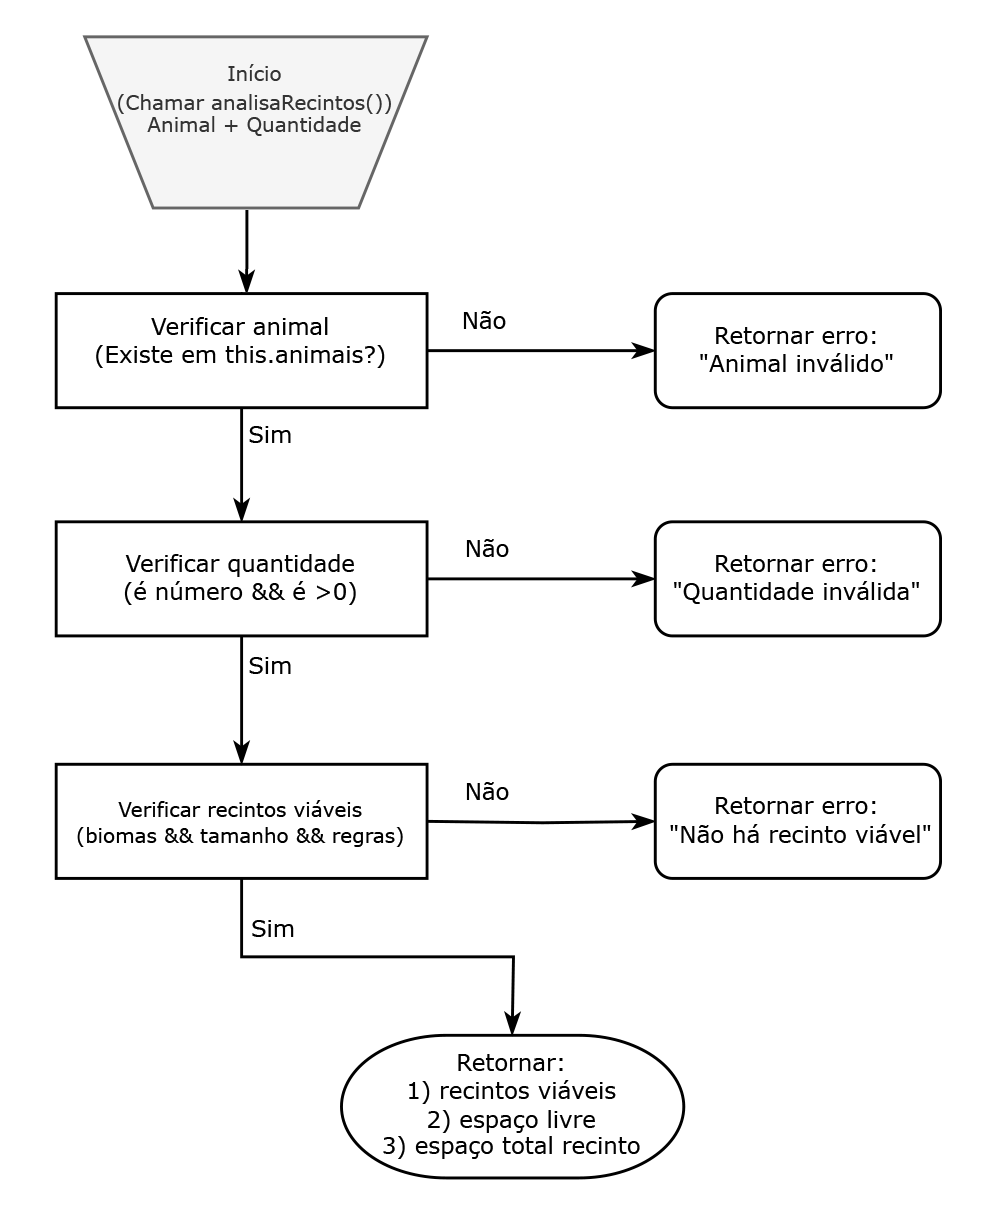 Início
(Chamar analisaRecintos())
Animal + Quantidade
Verificar animal
(Existe em this.animais?)
Não
Retornar erro:
"Animal inválido"
Sim
Verificar quantidade
(é número && é >0)
Não
Retornar erro:
"Quantidade inválida"
Sim
Verificar recintos viáveis
(biomas && tamanho && regras)
Não
Retornar erro:
"Não há recinto viável"
Sim
Retornar:
1) recintos viáveis
2) espaço livre
3) espaço total recinto